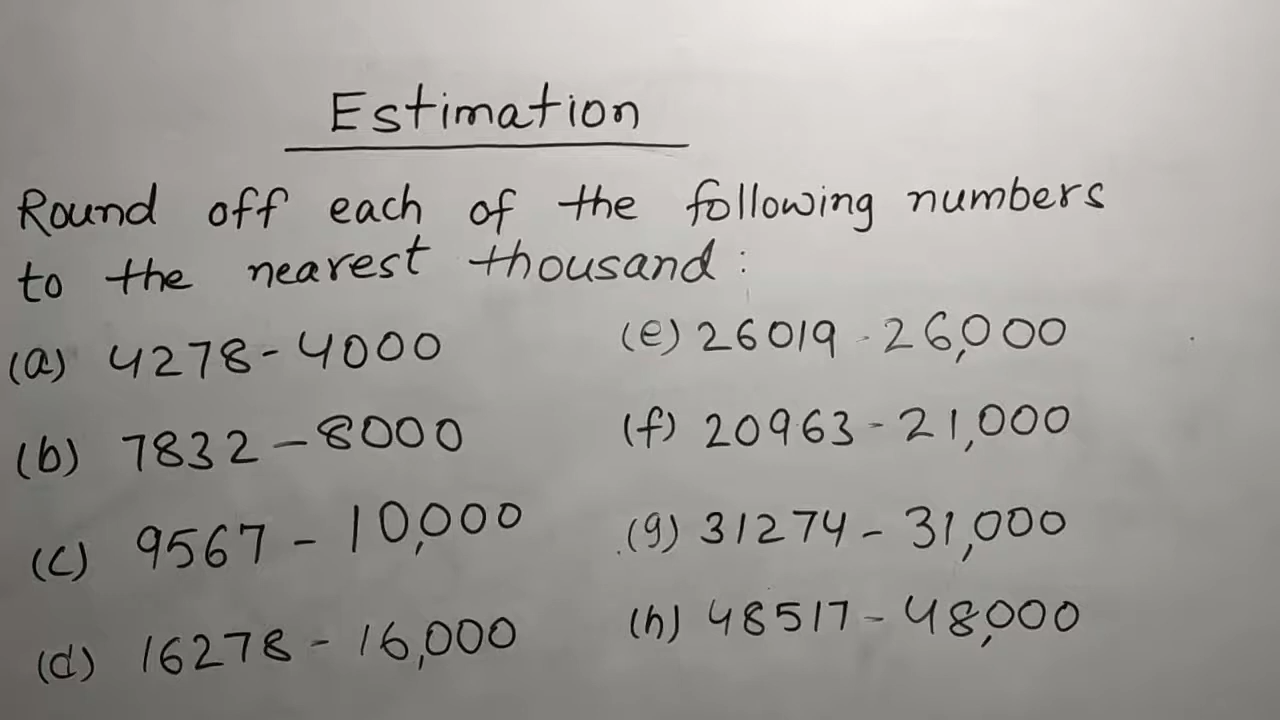 Estimation
Round off each of the following numbers
to the nearest thousand :
(a) 4278 - 4000
(b) 7832 - 8000
(c) 9567 - 10,000
(d) 16278 - 16,000
(e) 26019 - 26,000
(f) 20963 - 21,000
(g) 31274 - 31,000
(h) 48517 - 48,000